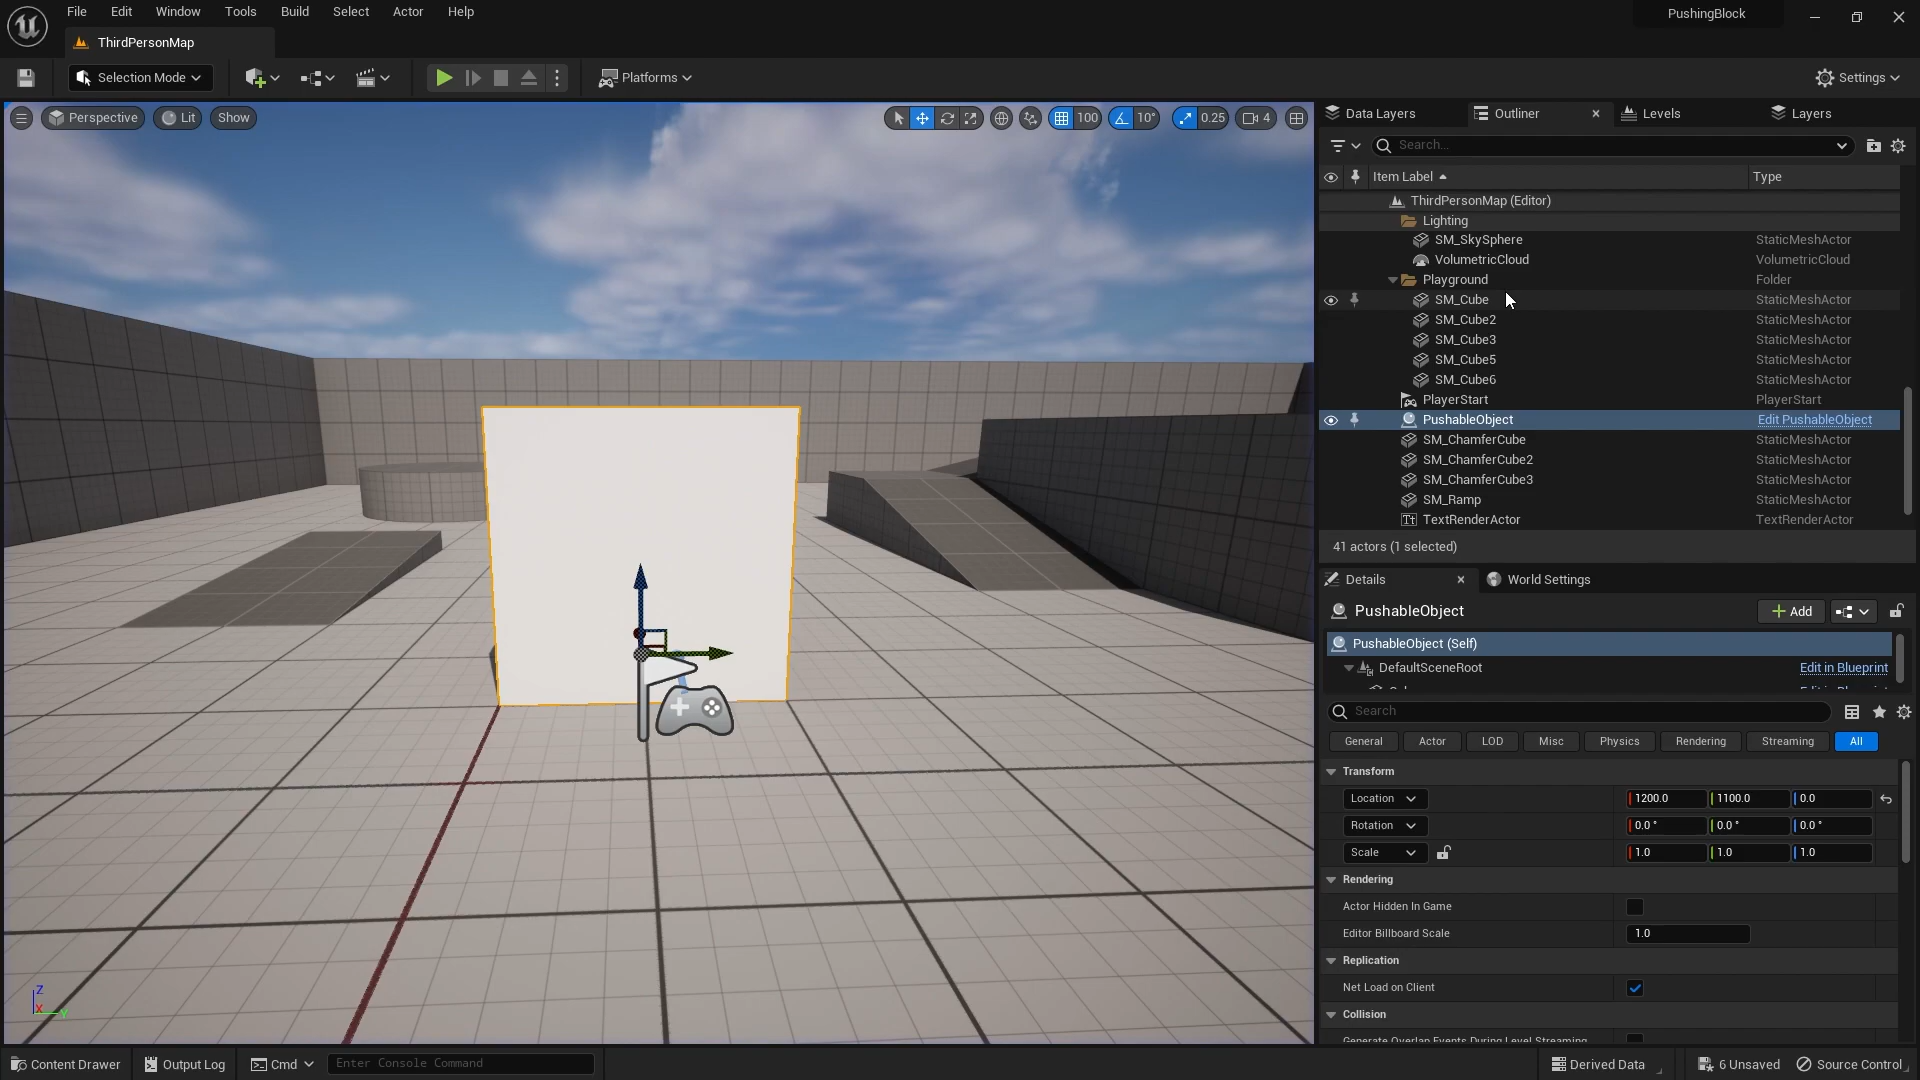 File Edit Window Tools Build Select Actor Help
PushingBlock
ThirdPersonMap
Selection Mode
Platforms
Settings
Perspective Lit Show
100 10° 0.25 4
Data Layers Outliner Levels Layers
Search...
Item Label Type
ThirdPersonMap (Editor)
Lighting
SM_SkySphere StaticMeshActor
VolumetricCloud VolumetricCloud
Playground Folder
SM_Cube StaticMeshActor
SM_Cube2 StaticMeshActor
SM_Cube3 StaticMeshActor
SM_Cube5 StaticMeshActor
SM_Cube6 StaticMeshActor
PlayerStart PlayerStart
PushableObject Edit PushableObject
SM_ChamferCube StaticMeshActor
SM_ChamferCube2 StaticMeshActor
SM_ChamferCube3 StaticMeshActor
SM_Ramp StaticMeshActor
TextRenderActor TextRenderActor
41 actors (1 selected)
Details World Settings
PushableObject
Add
PushableObject (Self)
DefaultSceneRoot Edit in Blueprint
Search
General Actor LOD Misc Physics Rendering Streaming All
Transform
Location 1200.0 1100.0 0.0
Rotation 0.0° 0.0° 0.0°
Scale 1.0 1.0 1.0
Rendering
Actor Hidden In Game
Editor Billboard Scale 1.0
Replication
Net Load on Client
Collision
Generate Overlap Events During Level Streaming
Z
X
Y
Content Drawer Output Log Cmd Enter Console Command
Derived Data 6 Unsaved Source Control